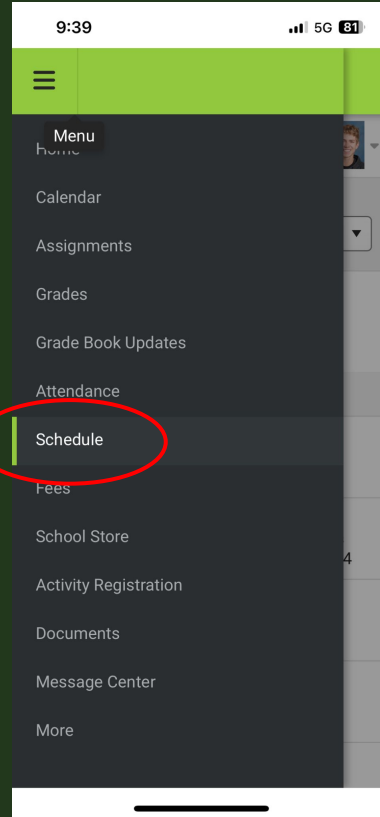 9:39
5G 81
Menu
Home
Calendar
Assignments
Grades
Grade Book Updates
Attendance
Schedule
Fees
School Store
4
Activity Registration
Documents
Message Center
More